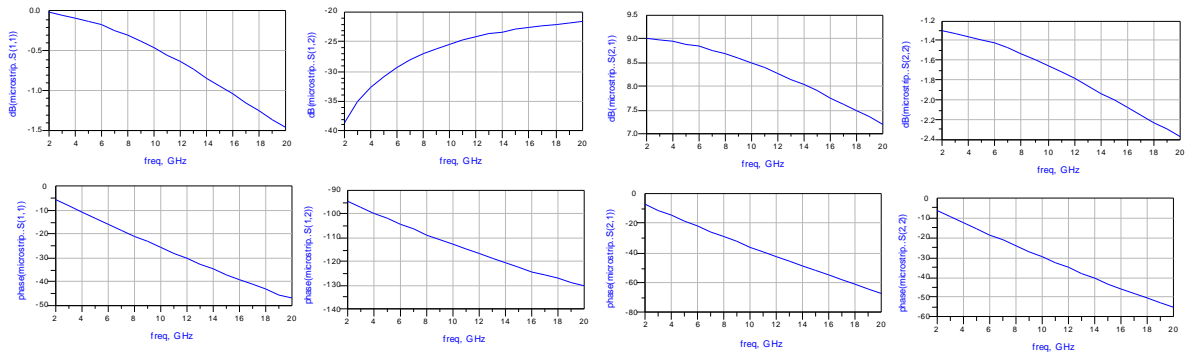 dB(microstrip..S(1,1))
0.0
-0.5
-1.0
-1.5
2 4 6 8 10 12 14 16 18 20
freq, GHz
dB(microstrip..S(1,2))
-20
-25
-30
-35
-40
2 4 6 8 10 12 14 16 18 20
freq, GHz
dB(microstrip..S(2,1))
9.5
9.0
8.5
8.0
7.5
7.0
2 4 6 8 10 12 14 16 18 20
freq, GHz
dB(microstrip..S(2,2))
-1.2
-1.4
-1.6
-1.8
-2.0
-2.2
-2.4
2 4 6 8 10 12 14 16 18 20
freq, GHz
phase(microstrip..S(1,1))
0
-10
-20
-30
-40
-50
2 4 6 8 10 12 14 16 18 20
freq, GHz
phase(microstrip..S(1,2))
-90
-100
-110
-120
-130
-140
2 4 6 8 10 12 14 16 18 20
freq, GHz
phase(microstrip..S(2,1))
0
-20
-40
-60
-80
2 4 6 8 10 12 14 16 18 20
freq, GHz
phase(microstrip..S(2,2))
0
-10
-20
-30
-40
-50
-60
2 4 6 8 10 12 14 16 18 20
freq, GHz